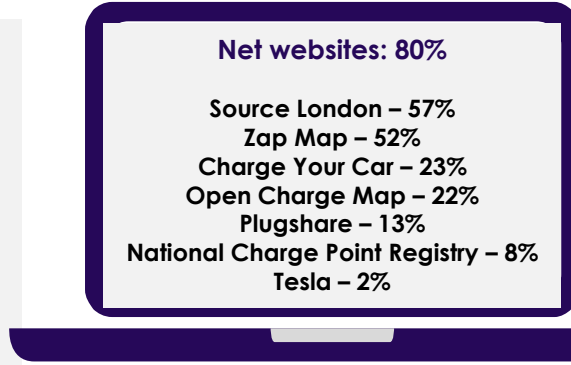 Net websites: 80%
Source London – 57%
Zap Map – 52%
Charge Your Car – 23%
Open Charge Map – 22%
Plugshare – 13%
National Charge Point Registry – 8%
Tesla – 2%